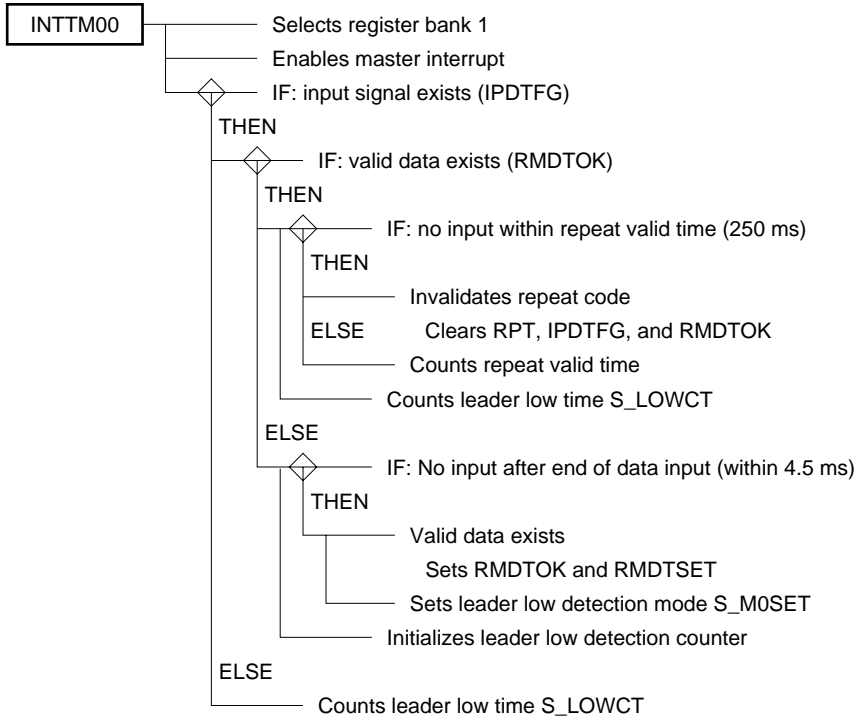 INTTM00
Selects register bank 1
Enables master interrupt
IF: input signal exists (IPDTFG)
THEN
IF: valid data exists (RMDTOK)
THEN
IF: no input within repeat valid time (250 ms)
THEN
Invalidates repeat code
ELSE
Clears RPT, IPDTFG, and RMDTOK
Counts repeat valid time
Counts leader low time S_LOWCT
ELSE
IF: No input after end of data input (within 4.5 ms)
THEN
Valid data exists
Sets RMDTOK and RMDTSET
Sets leader low detection mode S_M0SET
Initializes leader low detection counter
ELSE
Counts leader low time S_LOWCT